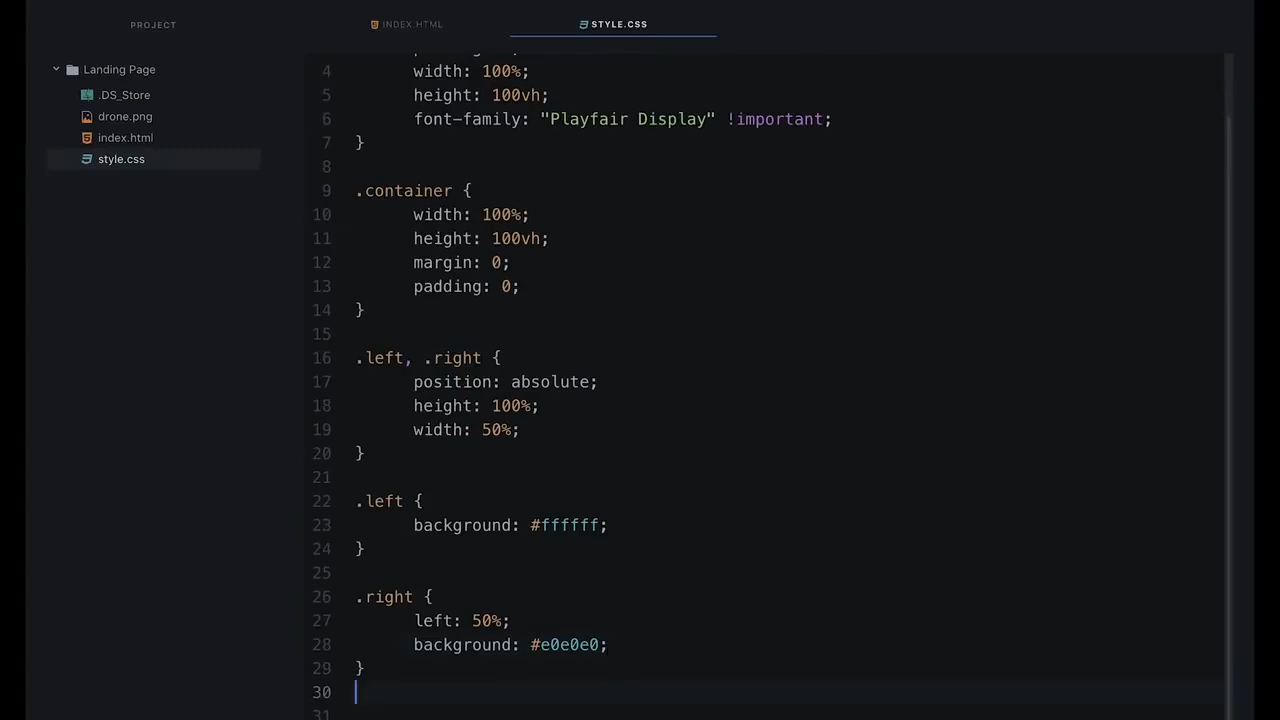 PROJECT
INDEX.HTML
STYLE.CSS
Landing Page
.DS_Store
drone.png
index.html
style.css
4 width: 100%;
5 height: 100vh;
6 font-family: "Playfair Display" !important;
7 }
8
9 .container {
10 width: 100%;
11 height: 100vh;
12 margin: 0;
13 padding: 0;
14 }
15
16 .left, .right {
17 position: absolute;
18 height: 100%;
19 width: 50%;
20 }
21
22 .left {
23 background: #ffffff;
24 }
25
26 .right {
27 left: 50%;
28 background: #e0e0e0;
29 }
30
31